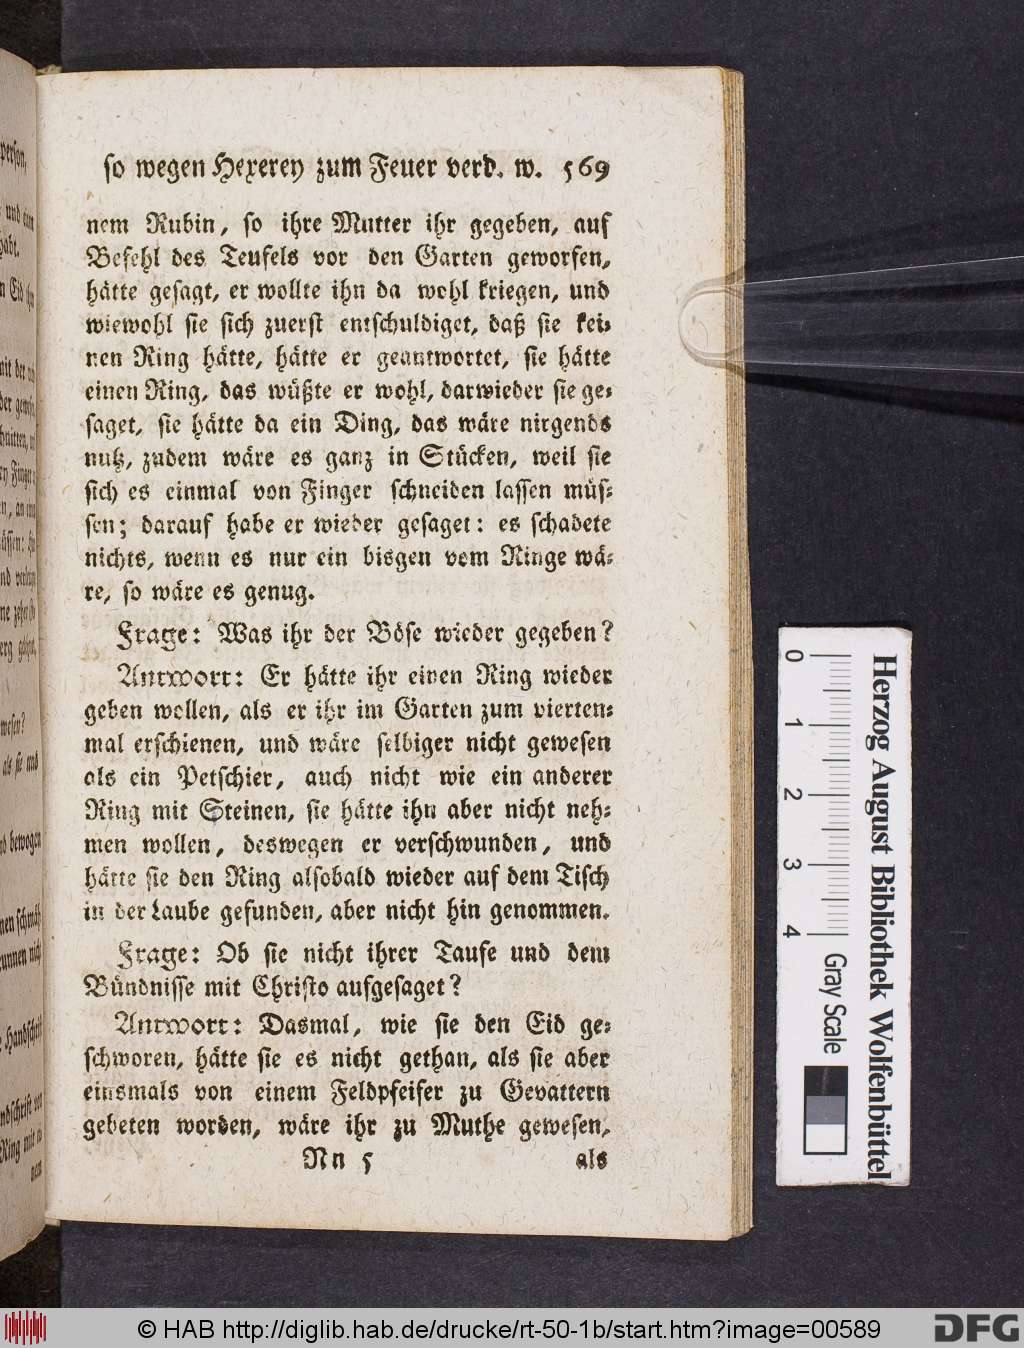 so wegen Hexerey zum Feuer verd. w. 569
nem Rubin, so ihre Mutter ihr gegeben, auf
Befehl des Teufels vor den Garten geworfen,
hätte gesagt, er wollte ihn da wohl kriegen, und
wiewohl sie sich zuerst entschuldiget, daß sie kei-
nen Ring hätte, hätte er geantwortet, sie hätte
einen Ring, das wüßte er wohl, darwieder sie ge-
saget, sie hätte da ein Ding, das wäre nirgends
nutz, zudem wäre es ganz in Stücken, weil sie
sich es einmal von Finger schneiden lassen müs-
sen; darauf habe er wieder gesaget: es schadete
nichts, wenn es nur ein bisgen vom Ringe wä-
re, so wäre es genug.
Frage: Was ihr der Böse wieder gegeben?
Antwort: Er hätte ihr einen Ring wieder
geben wollen, als er ihr im Garten zum vierten-
mal erschienen, und wäre selbiger nicht gewesen
als ein Petschier, auch nicht wie ein anderer
Ring mit Steinen, sie hätte ihn aber nicht neh-
men wollen, deswegen er verschwunden, und
hätte sie den Ring alsobald wieder auf dem Tisch
in der Laube gefunden, aber nicht hin genommen.
Frage: Ob sie nicht ihrer Taufe und dem
Bündnisse mit Christo aufgesaget?
Antwort: Dasmal, wie sie den Eid ge-
schworen, hätte sie es nicht gethan, als sie aber
einsmals von einem Feldpfeifer zu Gevattern
gebeten worden, wäre ihr zu Muthe gewesen,
Nn 5 als
0 1 2 3 4
Gray Scale
Herzog August Bibliothek Wolfenbüttel
© HAB http://diglib.hab.de/drucke/rt-50-1b/start.htm?image=00589
DFG